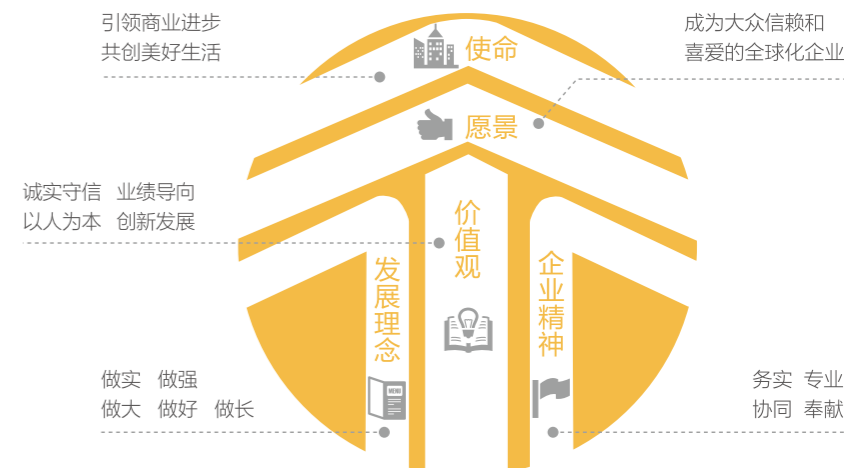 引领商业进步
共创美好生活
使命
成为大众信赖和
喜爱的全球化企业
愿景
诚实守信 业绩导向
以人为本 创新发展
价值观
发展理念
企业精神
做实 做强
做大 做好 做长
务实 专业
协同 奉献